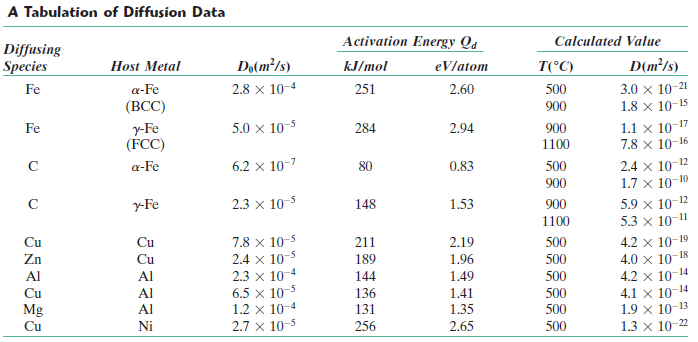 A Tabulation of Diffusion Data
Activation Energy Qd Calculated Value
Diffusing
Species Host Metal D0(m²/s) kJ/mol eV/atom T(°C) D(m²/s)
Fe α-Fe 2.8 × 10⁻⁴ 251 2.60 500 3.0 × 10⁻²¹
(BCC) 900 1.8 × 10⁻¹⁵
Fe γ-Fe 5.0 × 10⁻⁵ 284 2.94 900 1.1 × 10⁻¹⁷
(FCC) 1100 7.8 × 10⁻¹⁶
C α-Fe 6.2 × 10⁻⁷ 80 0.83 500 2.4 × 10⁻¹²
900 1.7 × 10⁻¹⁰
C γ-Fe 2.3 × 10⁻⁵ 148 1.53 900 5.9 × 10⁻¹²
1100 5.3 × 10⁻¹¹
Cu Cu 7.8 × 10⁻⁵ 211 2.19 500 4.2 × 10⁻¹⁹
Zn Cu 2.4 × 10⁻⁵ 189 1.96 500 4.0 × 10⁻¹⁸
Al Al 2.3 × 10⁻⁴ 144 1.49 500 4.2 × 10⁻¹⁴
Cu Al 6.5 × 10⁻⁵ 136 1.41 500 4.1 × 10⁻¹⁴
Mg Al 1.2 × 10⁻⁴ 131 1.35 500 1.9 × 10⁻¹³
Cu Ni 2.7 × 10⁻⁵ 256 2.65 500 1.3 × 10⁻²²